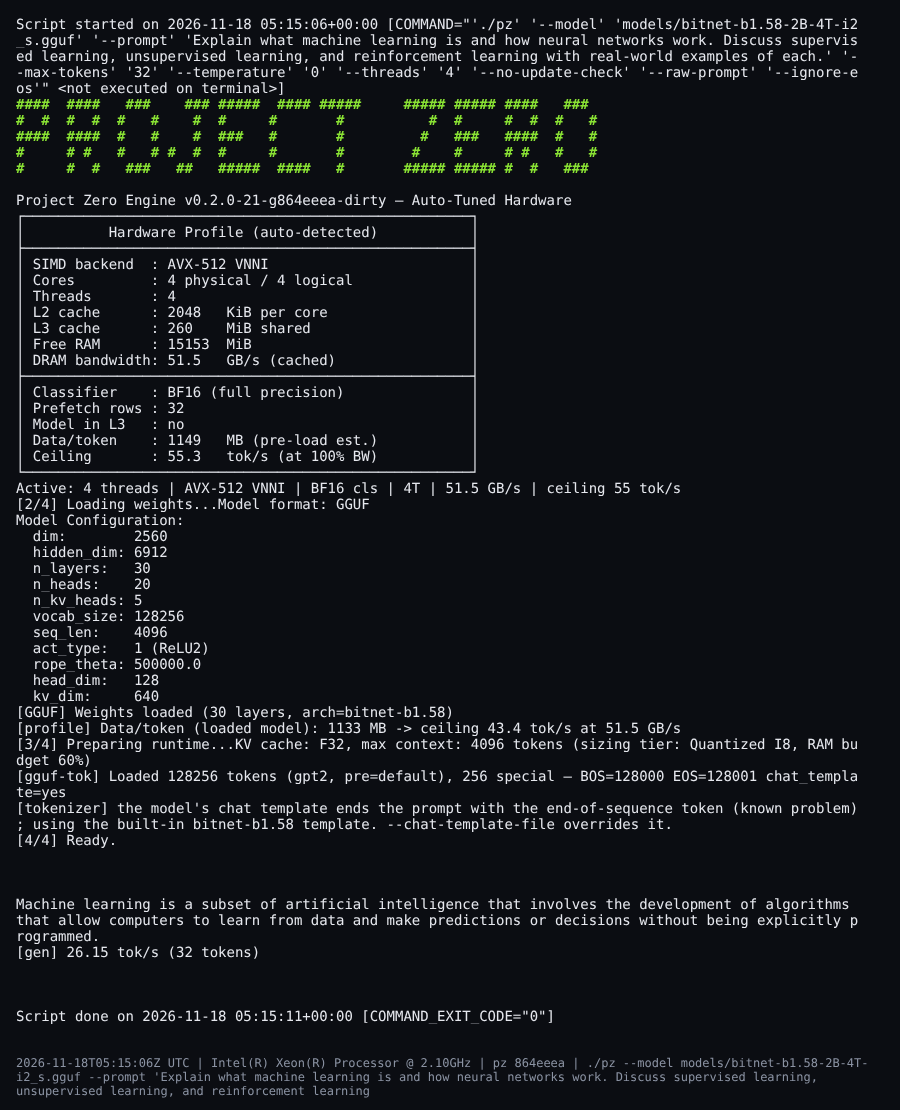 Script started on 2026-11-18 05:15:06+00:00 [COMMAND="'./pz' '--model' 'models/bitnet-b1.58-2B-4T-i2
_s.gguf' '--prompt' 'Explain what machine learning is and how neural networks work. Discuss supervis
ed learning, unsupervised learning, and reinforcement learning with real-world examples of each.' '-
-max-tokens' '32' '--temperature' '0' '--threads' '4' '--no-update-check' '--raw-prompt' '--ignore-e
os'" <not executed on terminal>]
PROJECT ZERO
Project Zero Engine v0.2.0-21-g864eeea-dirty — Auto-Tuned Hardware
Hardware Profile (auto-detected)
SIMD backend  : AVX-512 VNNI
Cores         : 4 physical / 4 logical
Threads       : 4
L2 cache      : 2048   KiB per core
L3 cache      : 260    MiB shared
Free RAM      : 15153  MiB
DRAM bandwidth: 51.5   GB/s (cached)
Classifier    : BF16 (full precision)
Prefetch rows : 32
Model in L3   : no
Data/token    : 1149   MB (pre-load est.)
Ceiling       : 55.3   tok/s (at 100% BW)
Active: 4 threads | AVX-512 VNNI | BF16 cls | 4T | 51.5 GB/s | ceiling 55 tok/s
[2/4] Loading weights...Model format: GGUF
Model Configuration:
dim:        2560
hidden_dim: 6912
n_layers:   30
n_heads:    20
n_kv_heads: 5
vocab_size: 128256
seq_len:    4096
act_type:   1 (ReLU2)
rope_theta: 500000.0
head_dim:   128
kv_dim:     640
[GGUF] Weights loaded (30 layers, arch=bitnet-b1.58)
[profile] Data/token (loaded model): 1133 MB -> ceiling 43.4 tok/s at 51.5 GB/s
[3/4] Preparing runtime...KV cache: F32, max context: 4096 tokens (sizing tier: Quantized I8, RAM bu
dget 60%)
[gguf-tok] Loaded 128256 tokens (gpt2, pre=default), 256 special — BOS=128000 EOS=128001 chat_templa
te=yes
[tokenizer] the model's chat template ends the prompt with the end-of-sequence token (known problem)
; using the built-in bitnet-b1.58 template. --chat-template-file overrides it.
[4/4] Ready.
Machine learning is a subset of artificial intelligence that involves the development of algorithms
that allow computers to learn from data and make predictions or decisions without being explicitly p
rogrammed.
[gen] 26.15 tok/s (32 tokens)
Script done on 2026-11-18 05:15:11+00:00 [COMMAND_EXIT_CODE="0"]
2026-11-18T05:15:06Z UTC | Intel(R) Xeon(R) Processor @ 2.10GHz | pz 864eeea | ./pz --model models/bitnet-b1.58-2B-4T-
i2_s.gguf --prompt 'Explain what machine learning is and how neural networks work. Discuss supervised learning,
unsupervised learning, and reinforcement learning